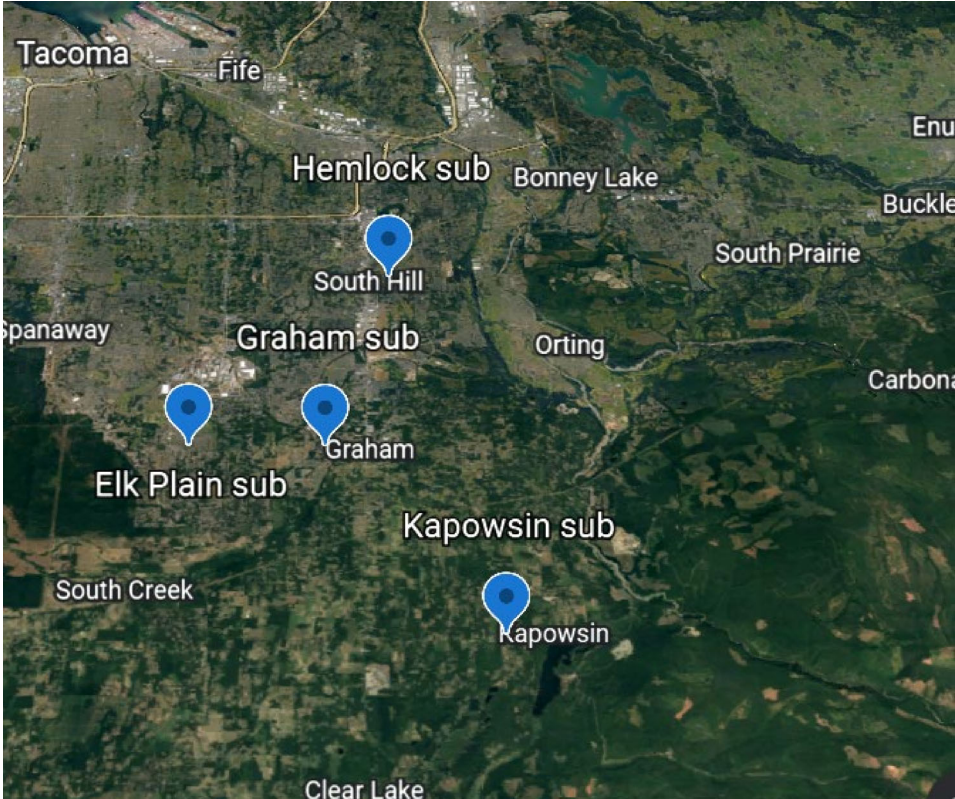 Tacoma
Fife
Enu
Hemlock sub
Bonney Lake
Buckle
South Prairie
South Hill
Spanaway
Graham sub
Orting
Carbona
Graham
Elk Plain sub
Kapowsin sub
South Creek
Kapowsin
Clear Lake